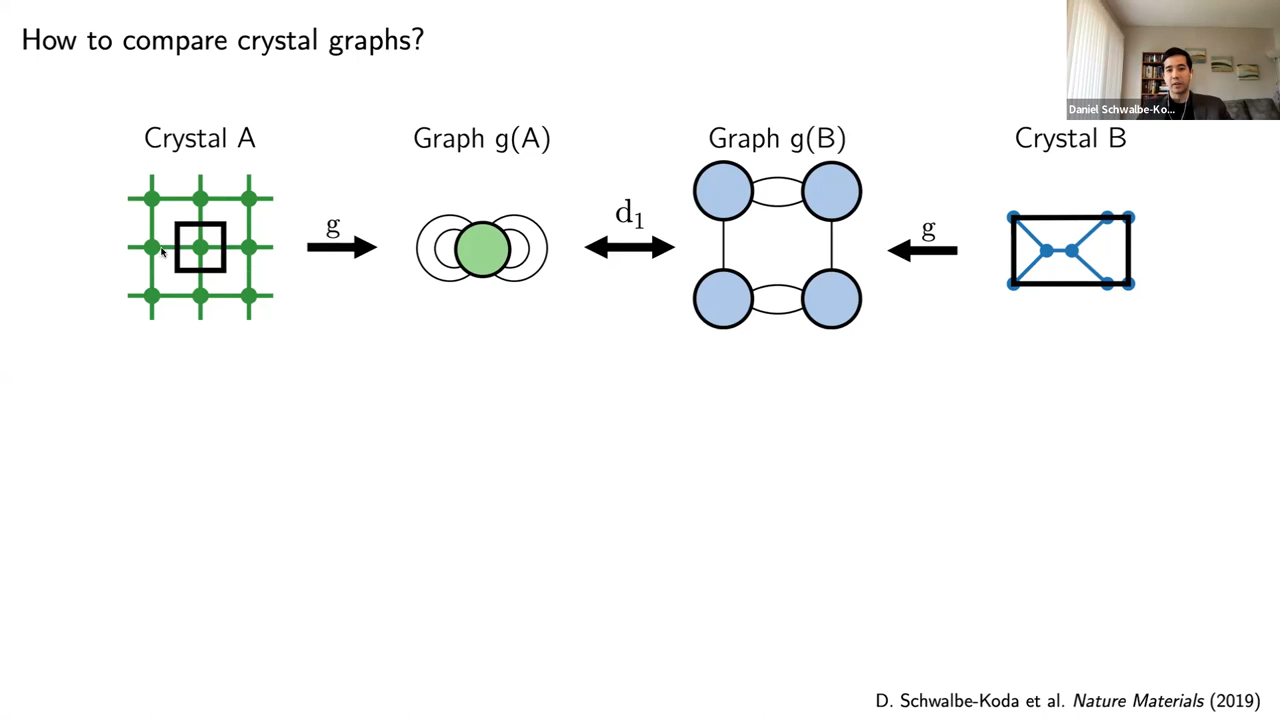 How to compare crystal graphs?
Daniel Schwalbe-Ko...
Crystal A
Graph g(A)
Graph g(B)
Crystal B
g
d₁
g
D. Schwalbe-Koda et al. Nature Materials (2019)